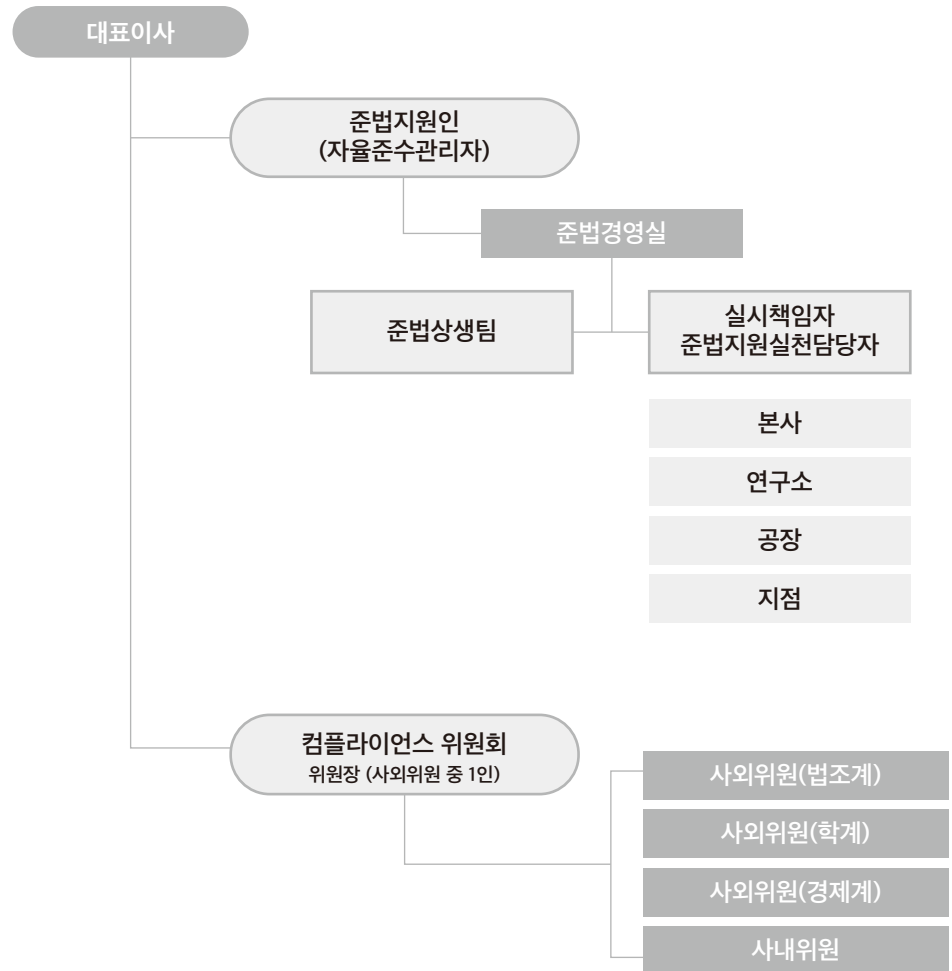 대표이사
준법지원인
(자율준수관리자)
준법경영실
준법상생팀
실시책임자
준법지원실천담당자
본사
연구소
공장
지점
컴플라이언스 위원회
위원장 (사외위원 중 1인)
사외위원(법조계)
사외위원(학계)
사외위원(경제계)
사내위원